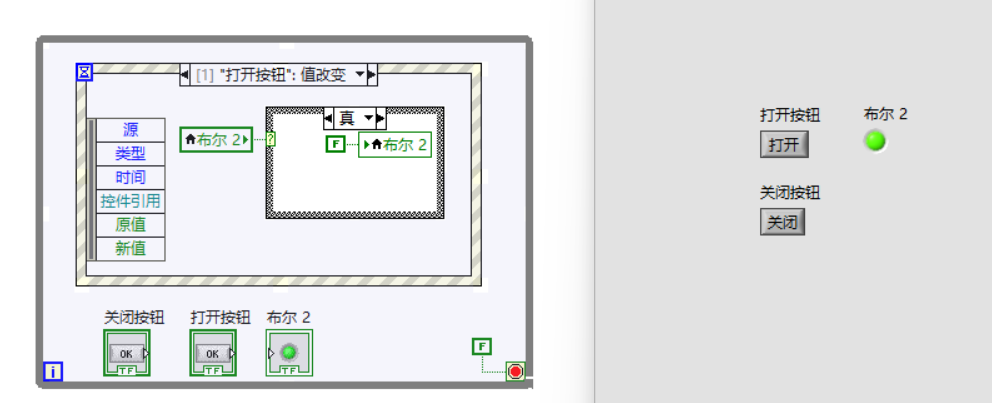 [1] "打开按钮": 值改变
源
类型
时间
控件引用
原值
新值
布尔 2
?
真
F
布尔 2
关闭按钮
打开按钮
布尔 2
OK
OK
TF
TF
TF
F
i
打开按钮
布尔 2
打开
关闭按钮
关闭